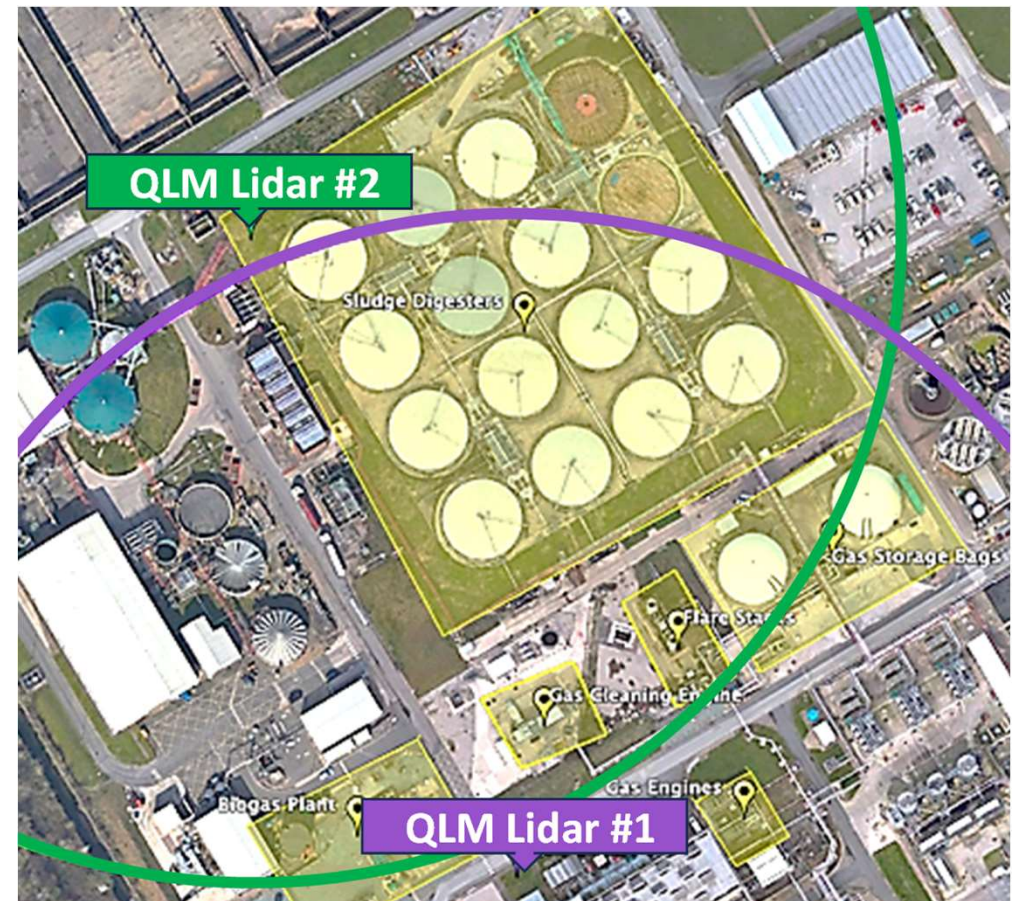 QLM Lidar #2
Sludge Digesters
Gas Storage Bags
Flare Stacks
Gas Cleaning Engine
Gas Engines
Biogas Plant
QLM Lidar #1